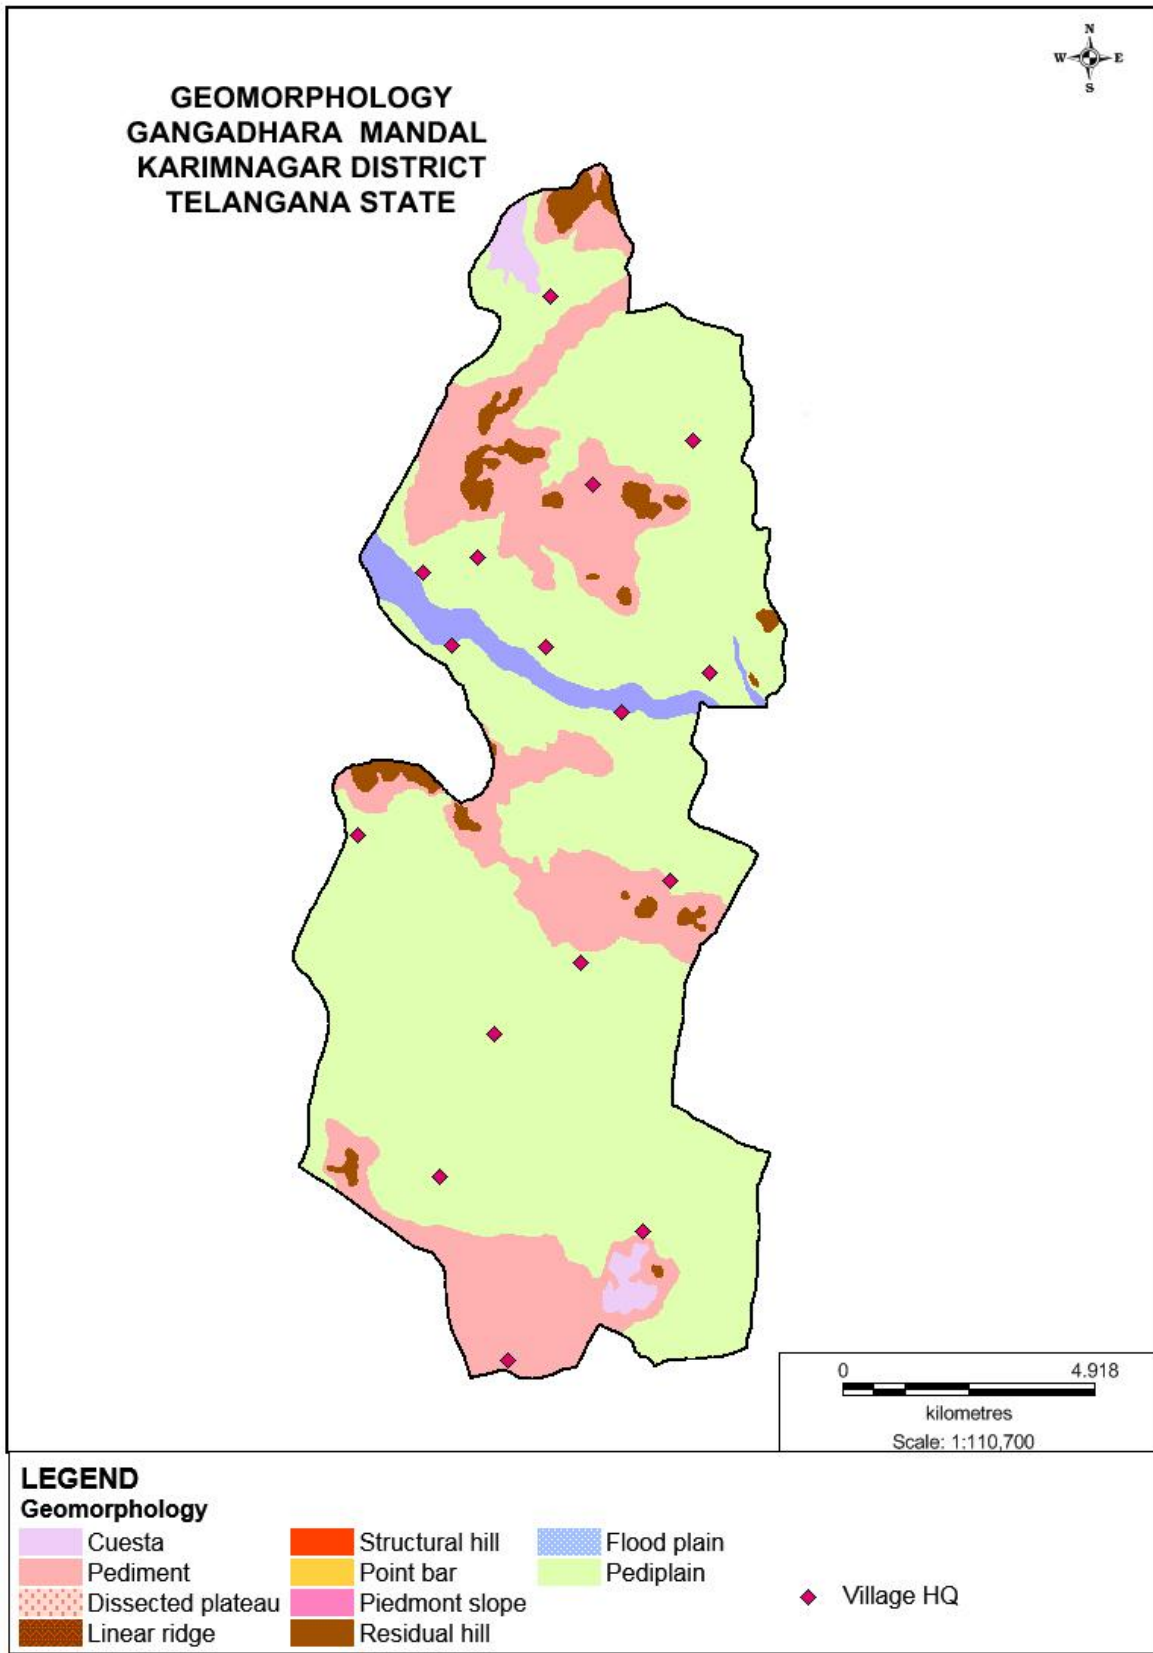 N
W E
S
GEOMORPHOLOGY
GANGADHARA MANDAL
KARIMNAGAR DISTRICT
TELANGANA STATE
0 4.918
kilometres
Scale: 1:110,700
LEGEND
Geomorphology
Cuesta
Pediment
Dissected plateau
Linear ridge
Structural hill
Point bar
Piedmont slope
Residual hill
Flood plain
Pediplain
Village HQ